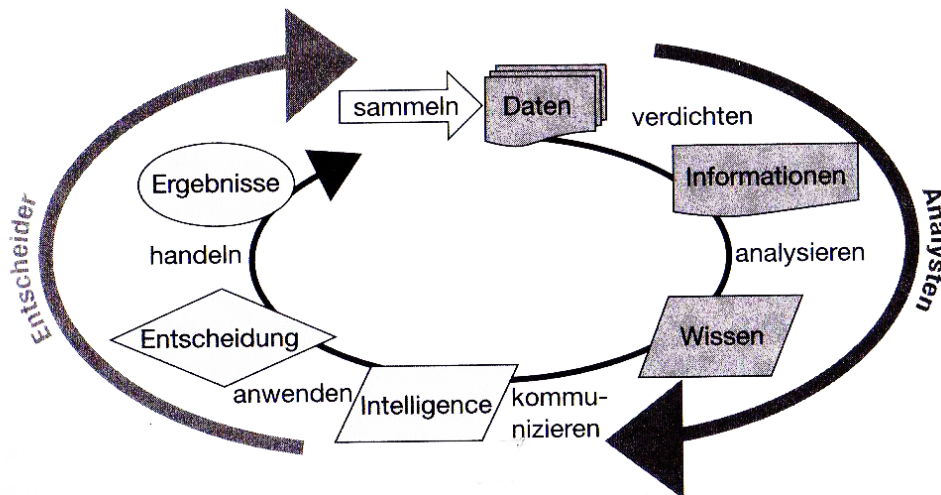 sammeln
Daten
verdichten
Informationen
analysieren
Analysten
Wissen
kommu-
nizieren
Intelligence
anwenden
Entscheidung
handeln
Ergebnisse
Entscheider